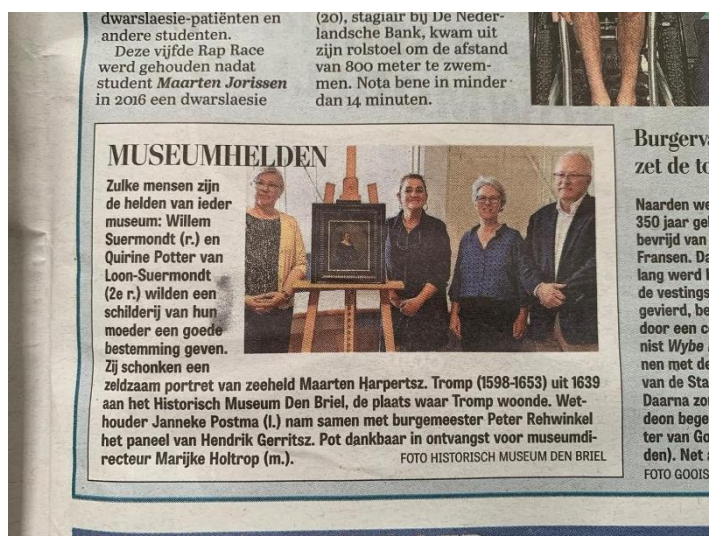 dwarslaesie-patiënten en
andere studenten.
Deze vijfde Rap Race
werd gehouden nadat
student Maarten Jorissen
in 2016 een dwarslaesie
(20), stagiair bij De Neder-
landsche Bank, kwam uit
zijn rolstoel om de afstand
van 800 meter te zwem-
men. Nota bene in minder
dan 14 minuten.
MUSEUMHELDEN
Zulke mensen zijn
de helden van ieder
museum: Willem
Suermondt (r.) en
Quirine Potter van
Loon-Suermondt
(2e r.) wilden een
schilderij van hun
moeder een goede
bestemming geven.
Zij schonken een
zeldzaam portret van zeeheld Maarten Harpertsz. Tromp (1598-1653) uit 1639
aan het Historisch Museum Den Briel, de plaats waar Tromp woonde. Wet-
houder Janneke Postma (l.) nam samen met burgemeester Peter Rehwinkel
het paneel van Hendrik Gerritsz. Pot dankbaar in ontvangst voor museumdi-
recteur Marijke Holtrop (m.).
FOTO HISTORISCH MUSEUM DEN BRIEL
Burgerva
zet de to
Naarden we
350 jaar gel
bevrijd van
Fransen. Da
lang werd h
de vestings
gevierd, be
door een co
nist Wybe
nen met de
van de Sta
Daarna zo
deon bege
ter van Go
den). Net
FOTO GOOIS